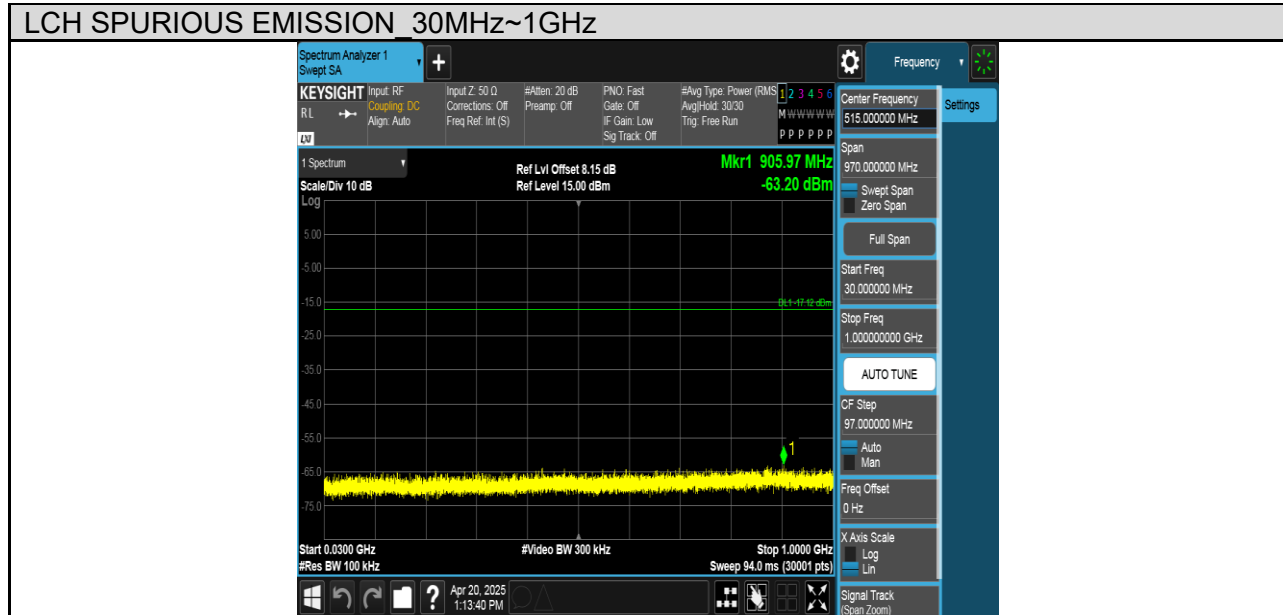 LCH SPURIOUS EMISSION_30MHz~1GHz
Spectrum Analyzer 1
Swept SA
+
Frequency
KEYSIGHT
RL
LXI
Input: RF
Coupling: DC
Align: Auto
Input Z: 50 Ω
Corrections: Off
Freq Ref: Int (S)
#Atten: 20 dB
Preamp: Off
PNO: Fast
Gate: Off
IF Gain: Low
Sig Track: Off
#Avg Type: Power (RMS
Avg|Hold: 30/30
Trig: Free Run
1 2 3 4 5 6
M W W W W W
P P P P P P
1 Spectrum
Scale/Div 10 dB
Ref Lvl Offset 8.15 dB
Ref Level 15.00 dBm
Mkr1 905.97 MHz
-63.20 dBm
Log
5.00
-5.00
-15.0
DL1 -17.12 dBm
-25.0
-35.0
-45.0
-55.0
1
-65.0
-75.0
Start 0.0300 GHz
#Res BW 100 kHz
#Video BW 300 kHz
Stop 1.0000 GHz
Sweep 94.0 ms (30001 pts)
Center Frequency
515.000000 MHz
Settings
Span
970.000000 MHz
Swept Span
Zero Span
Full Span
Start Freq
30.000000 MHz
Stop Freq
1.000000000 GHz
AUTO TUNE
CF Step
97.000000 MHz
Auto
Man
Freq Offset
0 Hz
X Axis Scale
Log
Lin
Signal Track
(Span Zoom)
?
Apr 20, 2025
1:13:40 PM